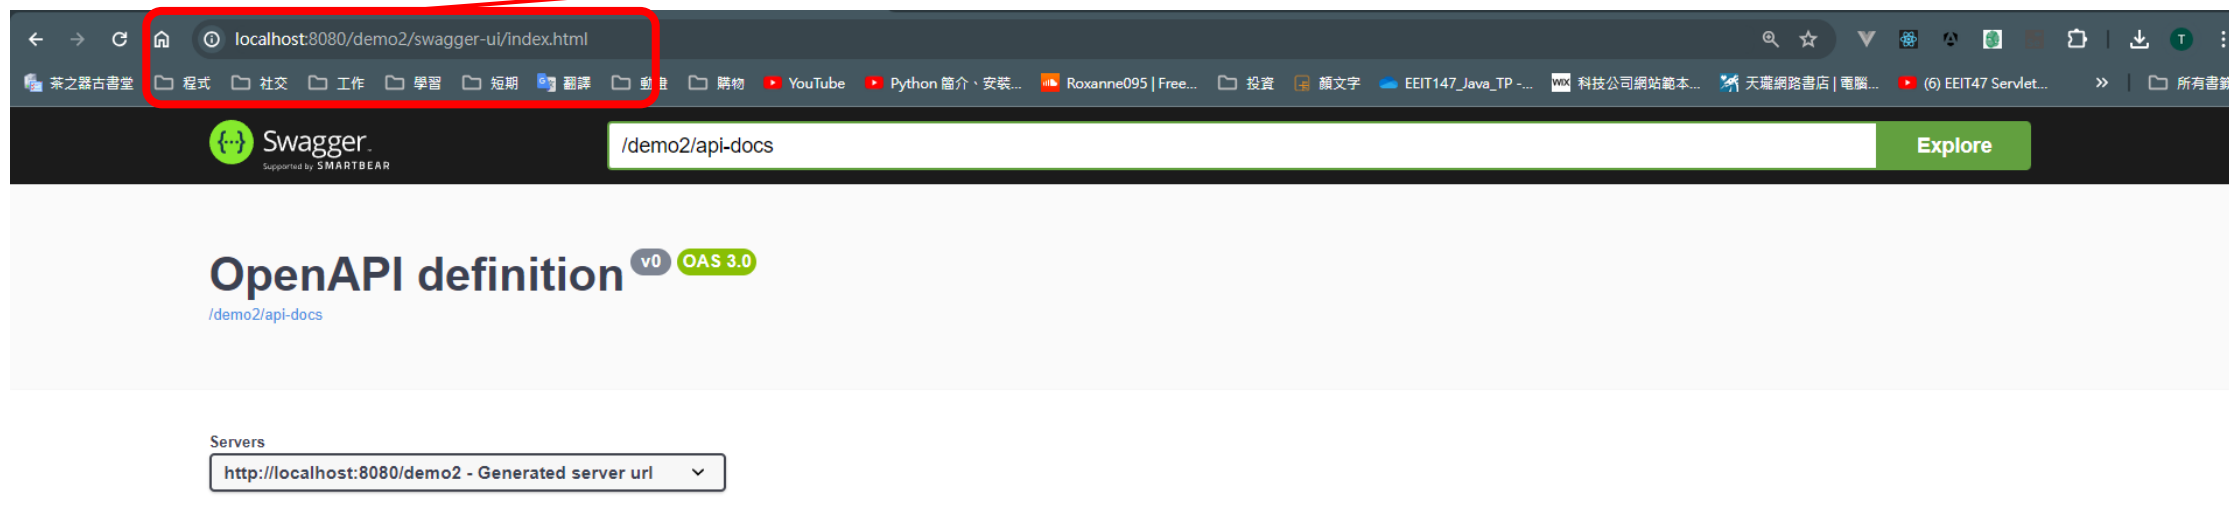 localhost:8080/demo2/swagger-ui/index.html
T
茶之器古書堂 程式 社交 工作 學習 短期 翻譯 動畫 購物 YouTube Python 簡介、安裝... Roxanne095 | Free... 投資 顏文字 EEIT147_Java_TP -... WIX 科技公司網站範本... 天瓏網路書店 | 電腦... (6) EEIT47 Servlet... » 所有書籤
Swagger.
Supported by SMARTBEAR
/demo2/api-docs
Explore
OpenAPI definition v0 OAS 3.0
/demo2/api-docs
Servers
http://localhost:8080/demo2 - Generated server url